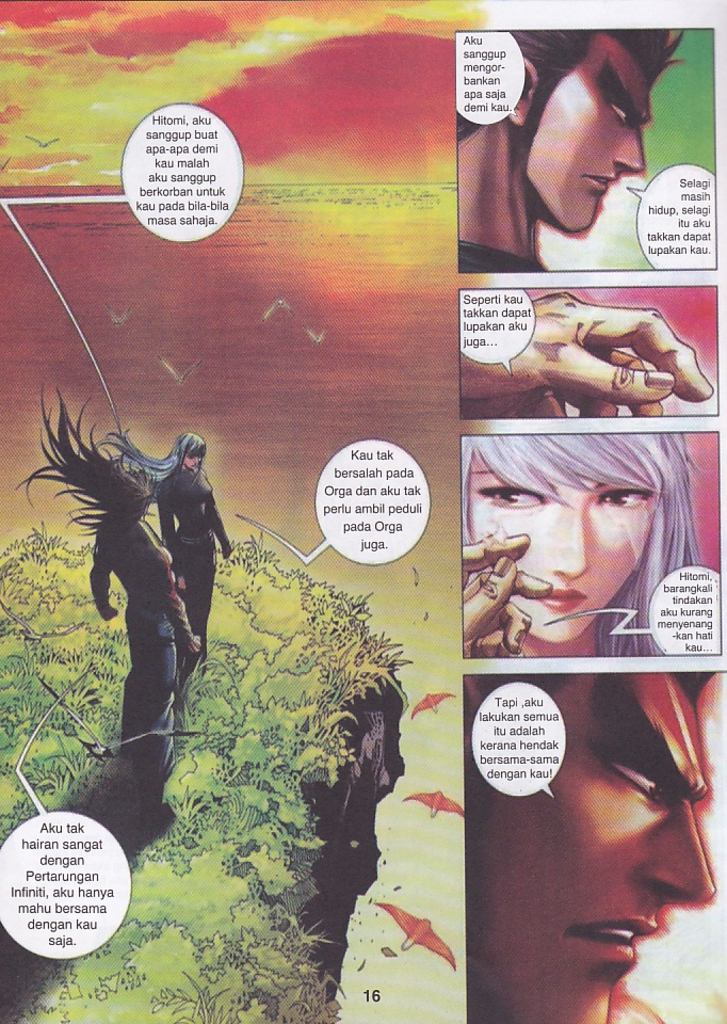 Hitomi, aku
sanggup buat
apa-apa demi
kau malah
aku sanggup
berkorban untuk
kau pada bila-bila
masa sahaja.
Kau tak
bersalah pada
Orga dan aku tak
perlu ambil peduli
pada Orga
juga.
Aku tak
hairan sangat
dengan
Pertarungan
Infiniti, aku hanya
mahu bersama
dengan kau
saja.
Aku
sanggup
mengor-
bankan
apa saja
demi kau.
Selagi
masih
hidup, selagi
itu aku
takkan dapat
lupakan kau.
Seperti kau
takkan dapat
lupakan aku
juga...
Hitomi,
barangkali
tindakan
aku kurang
menyenang
-kan hati
kau...
Tapi ,aku
lakukan semua
itu adalah
kerana hendak
bersama-sama
dengan kau!
16